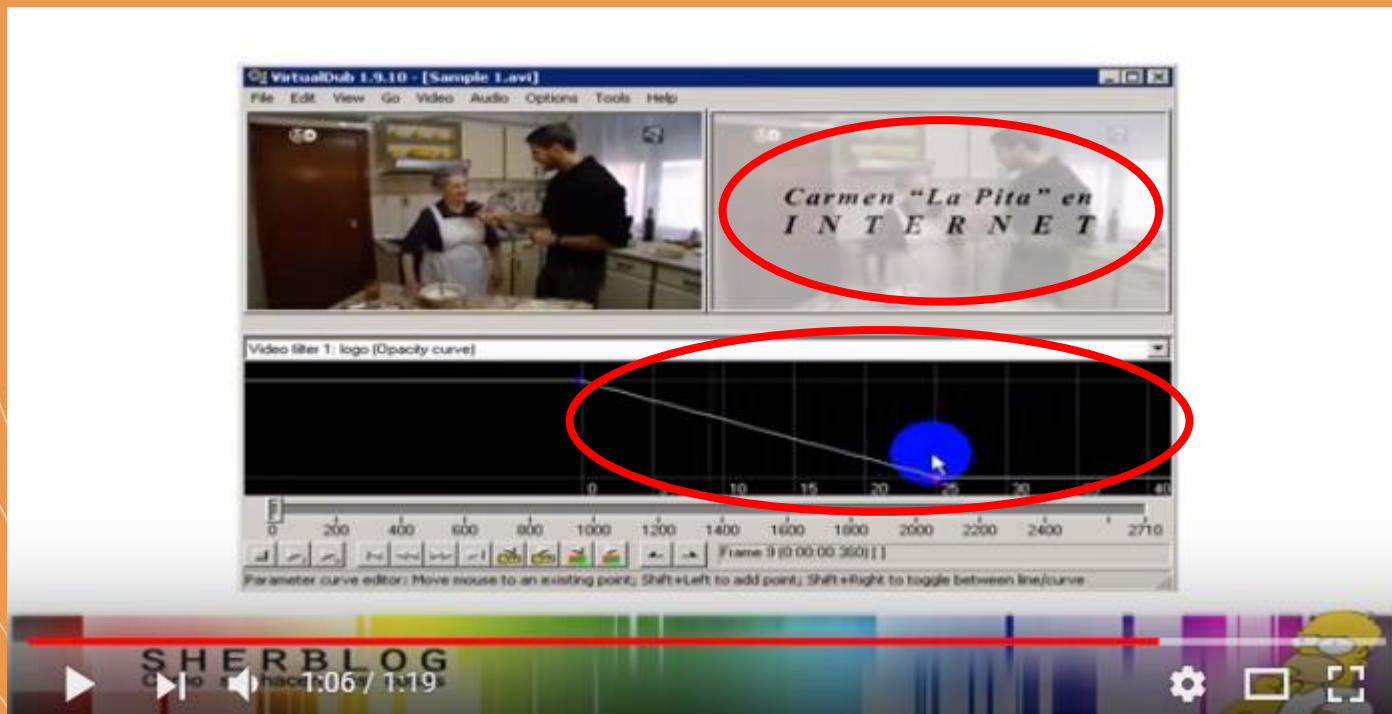 VirtualDub 1.9.10 - [Sample 1.avi]
File Edit View Go Video Audio Options Tools Help
Carmen “La Pita” en
INTERNET
Video filter 1: logo (Opacity curve)
0 10 15 20 25 30 40
0 200 400 600 800 1000 1200 1400 1600 1800 2000 2200 2400 2710
Frame 9 (0:00:00.360) [ ]
Parameter curve editor: Move mouse to an existing point; Shift+Left to add point; Shift+Right to toggle between line/curve
SHERBLOG
1:06 / 1:19